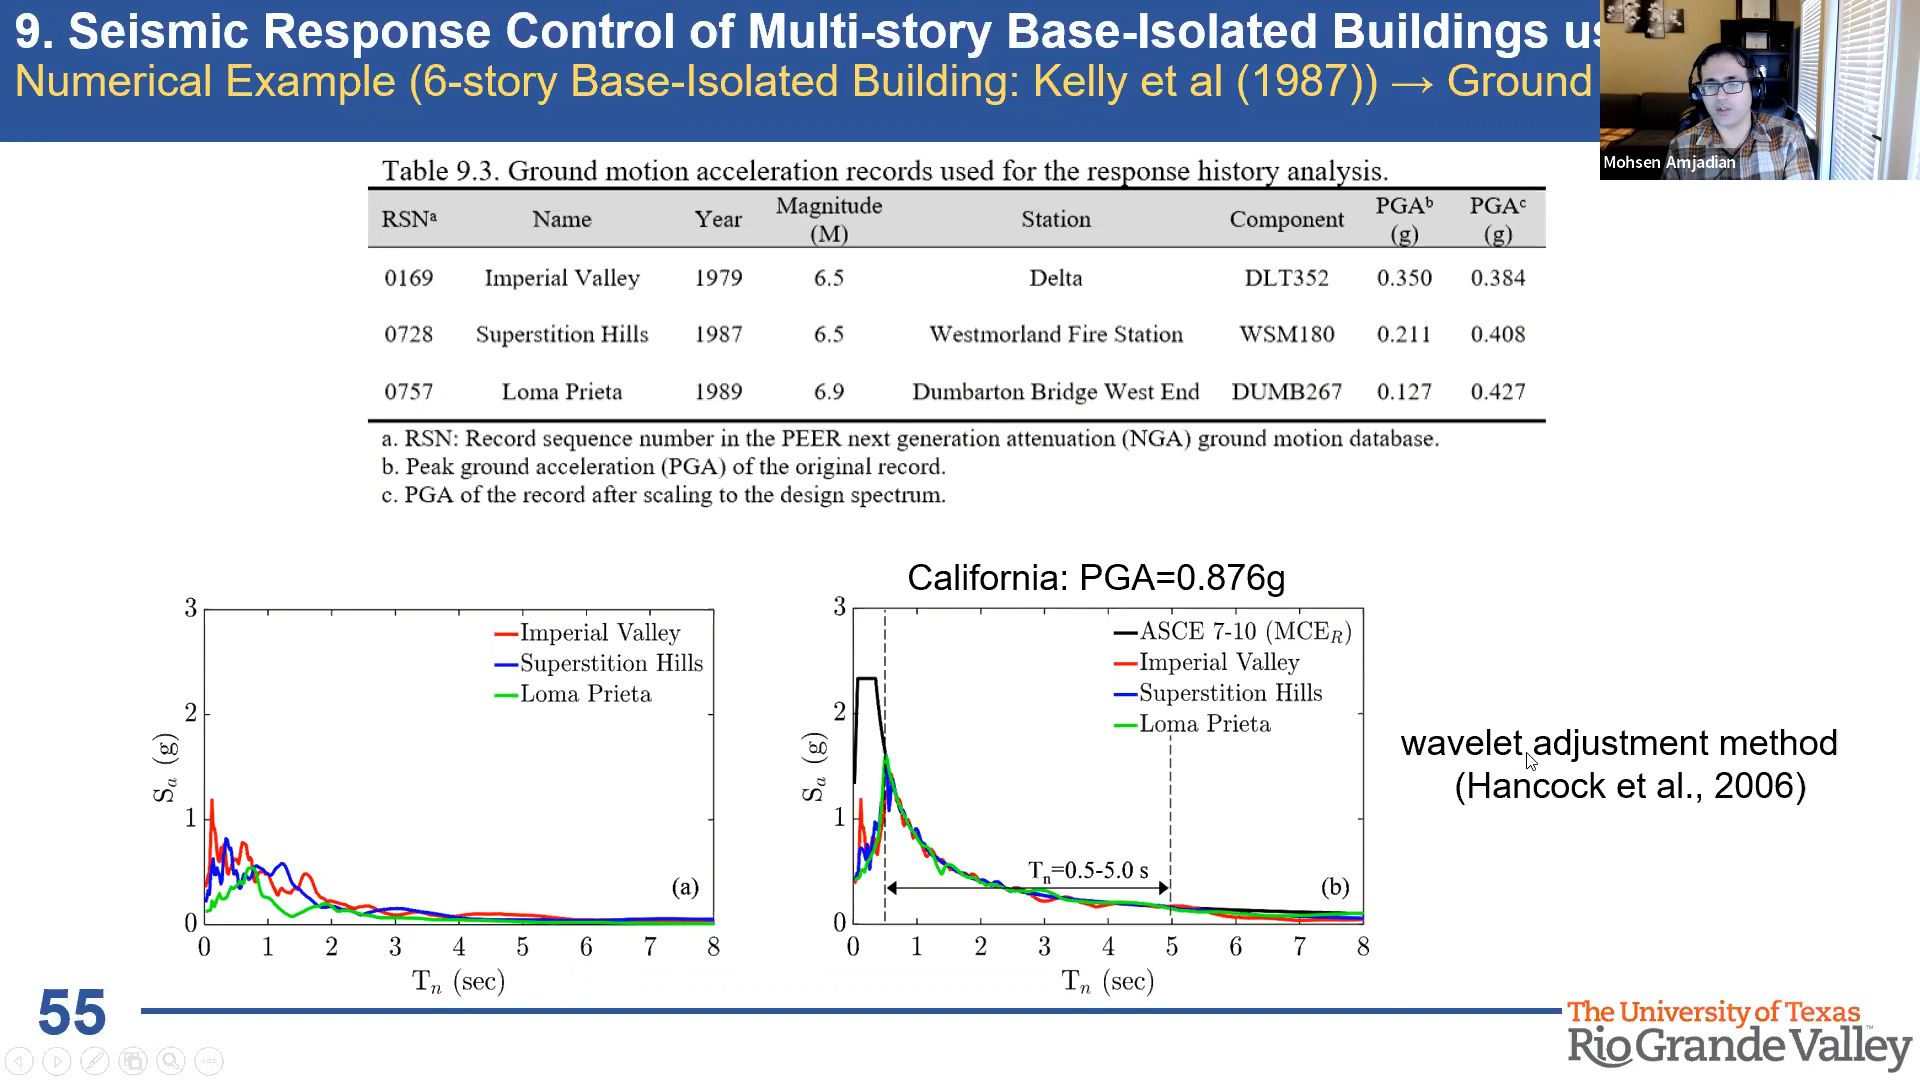 9. Seismic Response Control of Multi-story Base-Isolated Buildings
Numerical Example (6-story Base-Isolated Building: Kelly et al (1987)) → Ground
Mohsen Amjadian
Table 9.3. Ground motion acceleration records used for the response history analysis.
RSNᵃ Name Year Magnitude (M) Station Component PGAᵇ (g) PGAᶜ (g)
0169 Imperial Valley 1979 6.5 Delta DLT352 0.350 0.384
0728 Superstition Hills 1987 6.5 Westmorland Fire Station WSM180 0.211 0.408
0757 Loma Prieta 1989 6.9 Dumbarton Bridge West End DUMB267 0.127 0.427
a. RSN: Record sequence number in the PEER next generation attenuation (NGA) ground motion database.
b. Peak ground acceleration (PGA) of the original record.
c. PGA of the record after scaling to the design spectrum.
3
2
1
0
Sₐ (g)
Imperial Valley
Superstition Hills
Loma Prieta
(a)
0 1 2 3 4 5 6 7 8
Tₙ (sec)
California: PGA=0.876g
3
2
1
0
Sₐ (g)
ASCE 7-10 (MCE_R)
Imperial Valley
Superstition Hills
Loma Prieta
Tₙ=0.5-5.0 s
(b)
0 1 2 3 4 5 6 7 8
Tₙ (sec)
wavelet adjustment method
(Hancock et al., 2006)
55
The University of Texas
RioGrandeValley